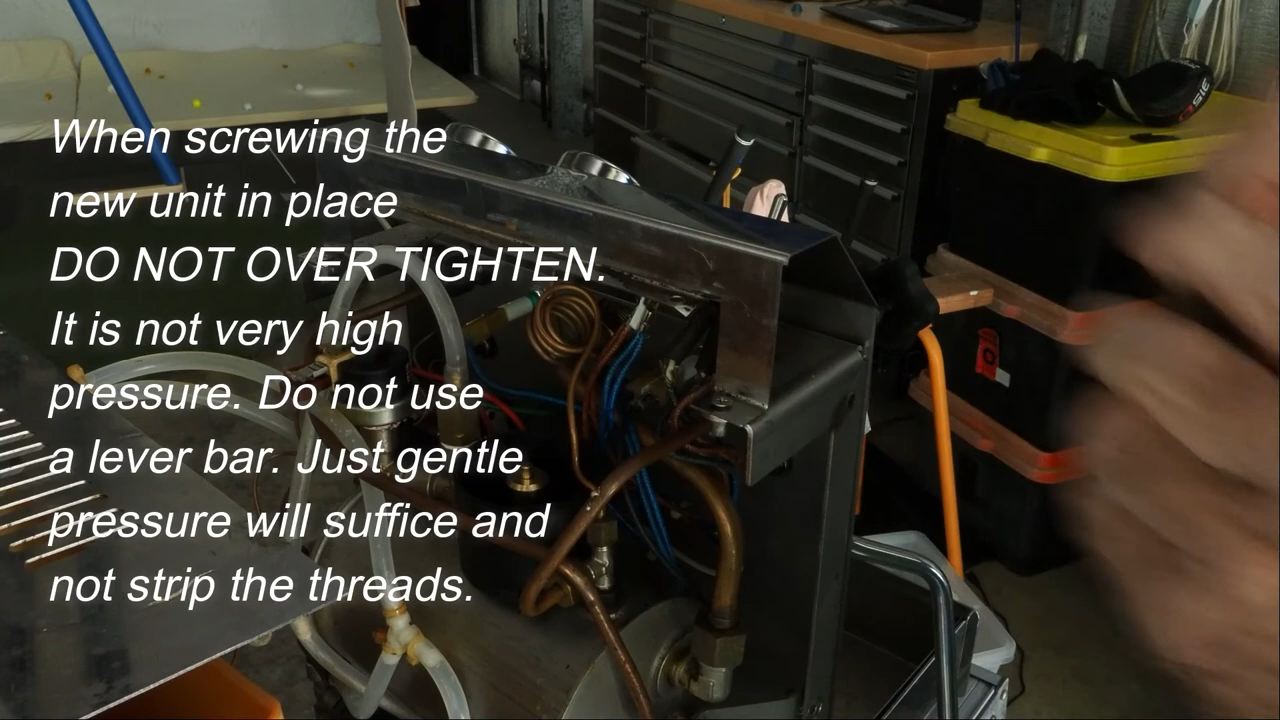 When screwing the
new unit in place
DO NOT OVER TIGHTEN.
It is not very high
pressure. Do not use
a lever bar. Just gentle
pressure will suffice and
not strip the threads.